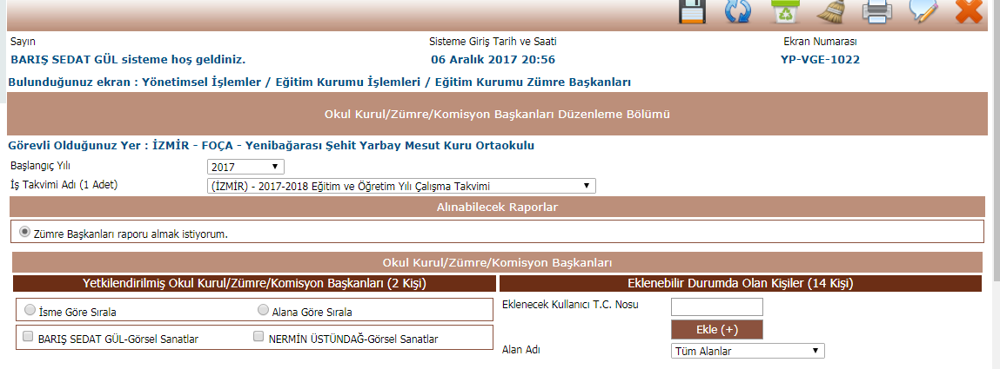 Sayın Sisteme Giriş Tarih ve Saati Ekran Numarası
BARIŞ SEDAT GÜL sisteme hoş geldiniz. 06 Aralık 2017 20:56 YP-VGE-1022
Bulunduğunuz ekran : Yönetimsel İşlemler / Eğitim Kurumu İşlemleri / Eğitim Kurumu Zümre Başkanları
Okul Kurul/Zümre/Komisyon Başkanları Düzenleme Bölümü
Görevli Olduğunuz Yer : İZMİR - FOÇA - Yenibağarası Şehit Yarbay Mesut Kuru Ortaokulu
Başlangıç Yılı 2017
İş Takvimi Adı (1 Adet) (İZMİR) - 2017-2018 Eğitim ve Öğretim Yılı Çalışma Takvimi
Alınabilecek Raporlar
Zümre Başkanları raporu almak istiyorum.
Okul Kurul/Zümre/Komisyon Başkanları
Yetkilendirilmiş Okul Kurul/Zümre/Komisyon Başkanları (2 Kişi)
İsme Göre Sırala Alana Göre Sırala
BARIŞ SEDAT GÜL-Görsel Sanatlar NERMİN ÜSTÜNDAĞ-Görsel Sanatlar
Eklenebilir Durumda Olan Kişiler (14 Kişi)
Eklenecek Kullanıcı T.C. Nosu
Ekle (+)
Alan Adı Tüm Alanlar